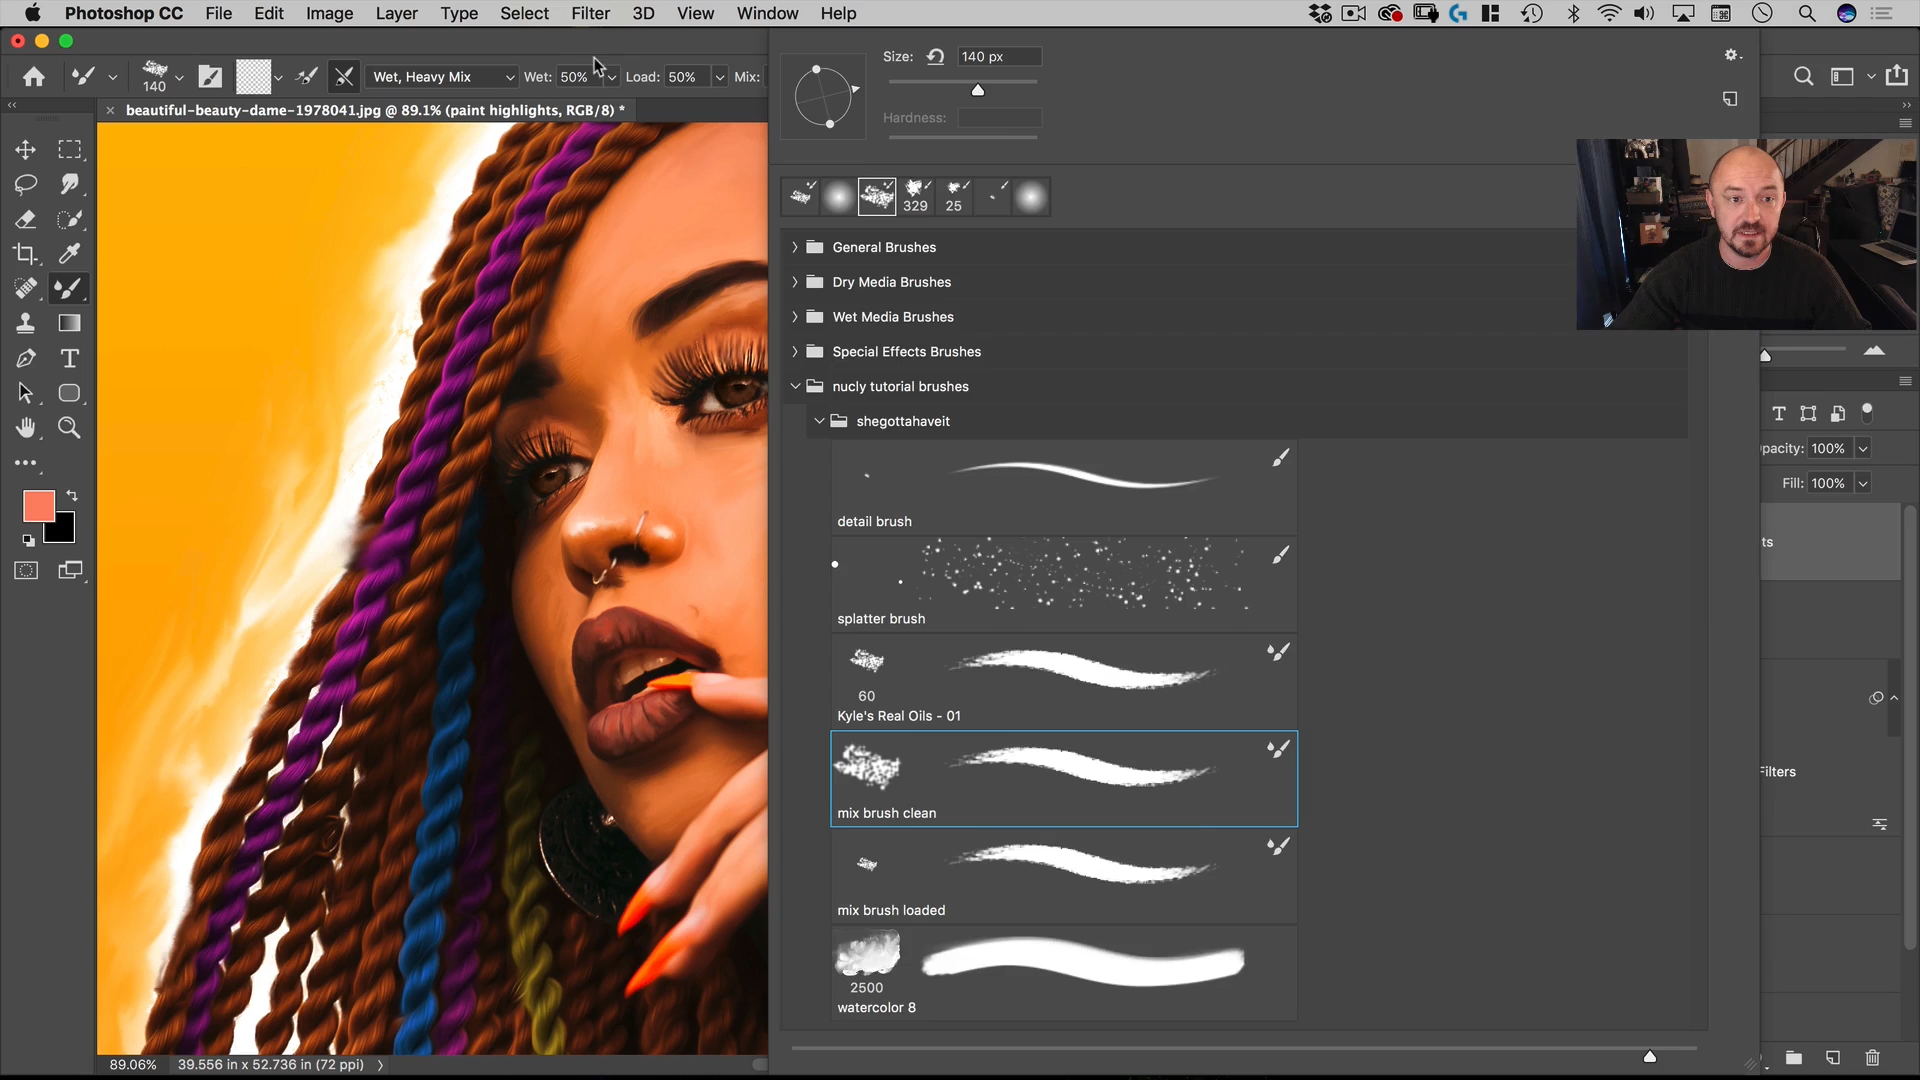 Photoshop CC File Edit Image Layer Type Select Filter 3D View Window Help
140 Wet, Heavy Mix Wet: 50% Load: 50% Mix:
Size: 140 px
Hardness:
beautiful-beauty-dame-1978041.jpg @ 89.1% (paint highlights, RGB/8) *
329 25
General Brushes
Dry Media Brushes
Wet Media Brushes
Special Effects Brushes
nucly tutorial brushes
shegottahaveit
detail brush
splatter brush
60
Kyle's Real Oils - 01
mix brush clean
mix brush loaded
2500
watercolor 8
pacity: 100%
Fill: 100%
ts
Filters
89.06% 39.556 in x 52.736 in (72 ppi)